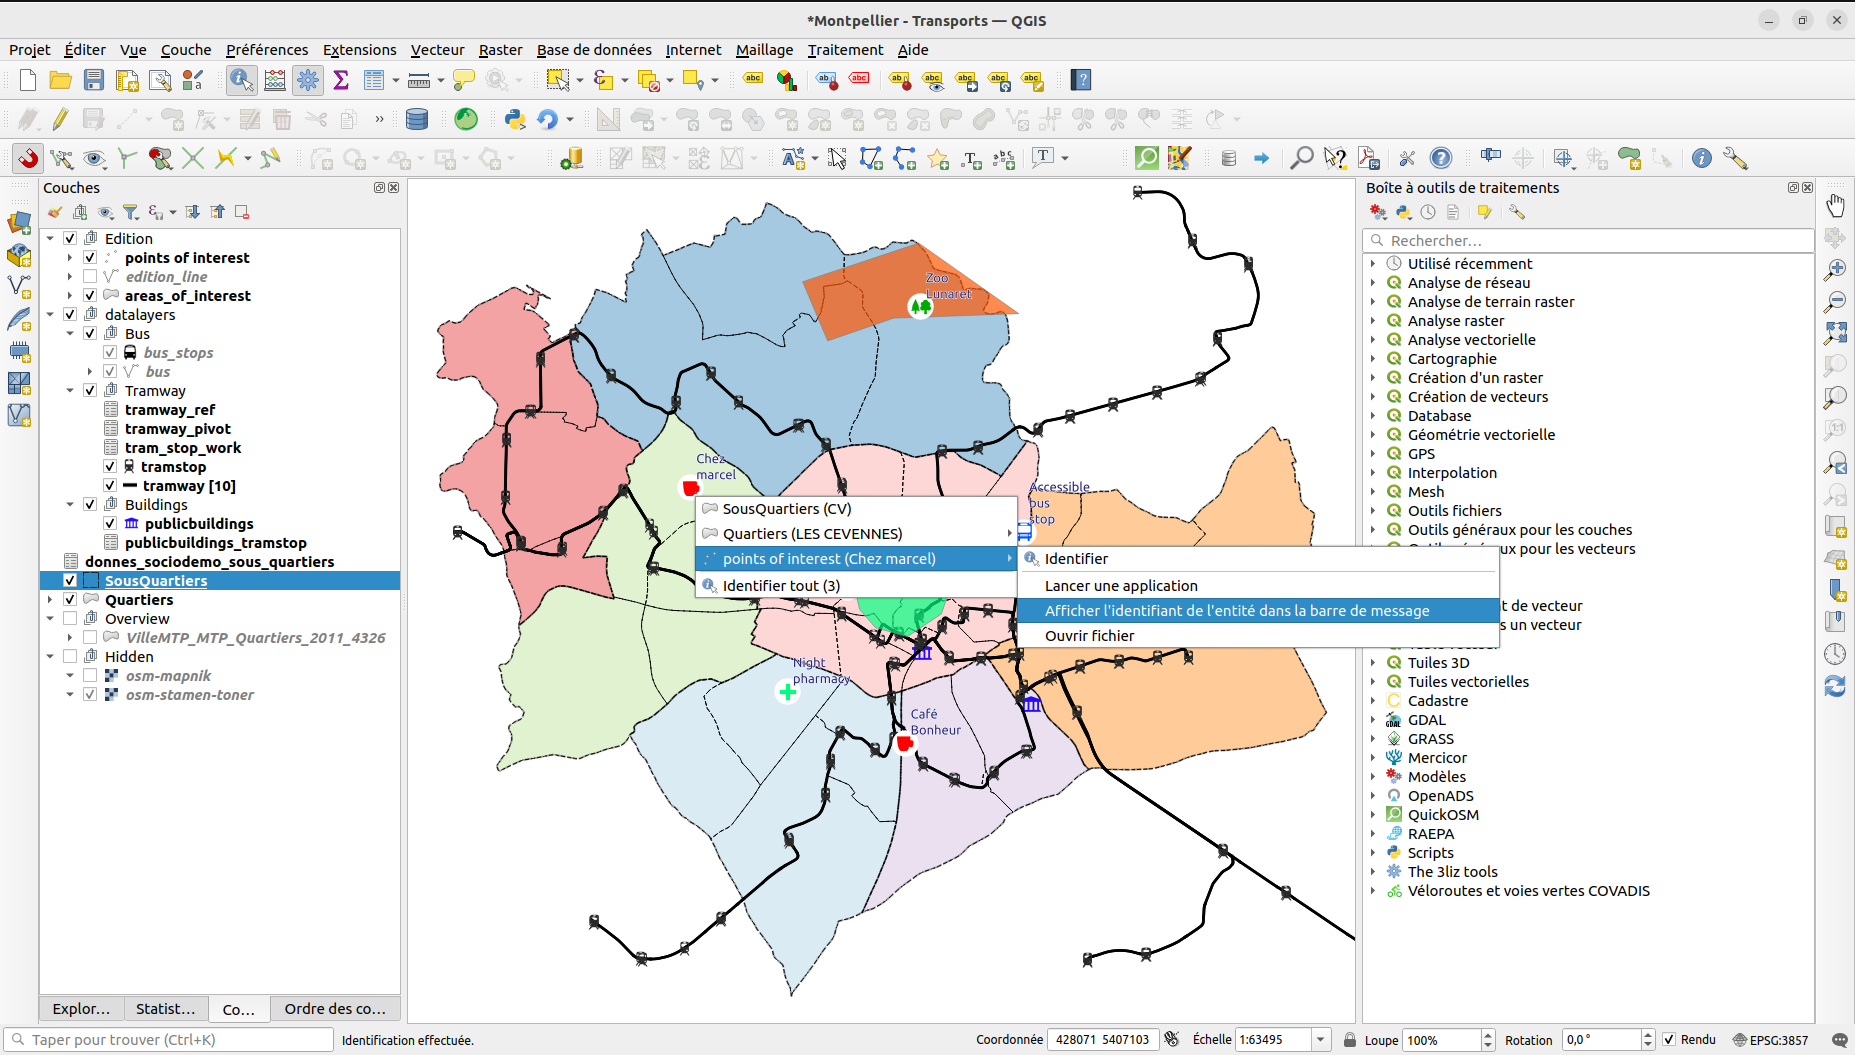 *Montpellier - Transports — QGIS
Projet Éditer Vue Couche Préférences Extensions Vecteur Raster Base de données Internet Maillage Traitement Aide
Couches
Edition
points of interest
edition_line
areas_of_interest
datalayers
Bus
bus_stops
bus
Tramway
tramway_ref
tramway_pivot
tram_stop_work
tramstop
tramway [10]
Buildings
publicbuildings
publicbuildings_tramstop
donnes_sociodemo_sous_quartiers
SousQuartiers
Quartiers
Overview
VilleMTP_MTP_Quartiers_2011_4326
Hidden
osm-mapnik
osm-stamen-toner
Explor… Statist… Co… Ordre des co…
Zoo
Lunaret
Chez
marcel
Accessible
bus
stop
Night
pharmacy
Café
Bonheur
SousQuartiers (CV)
Quartiers (LES CEVENNES)
points of interest (Chez marcel)
Identifier tout (3)
Identifier
Lancer une application
Afficher l'identifiant de l'entité dans la barre de message
Ouvrir fichier
Boîte à outils de traitements
Rechercher…
Utilisé récemment
Analyse de réseau
Analyse de terrain raster
Analyse raster
Analyse vectorielle
Cartographie
Création d'un raster
Création de vecteurs
Database
Géométrie vectorielle
GPS
Interpolation
Mesh
Outils fichiers
Outils généraux pour les couches
pour les vecteurs
t de vecteur
s un vecteur
Tuiles 3D
Tuiles vectorielles
Cadastre
GDAL
GRASS
Mercicor
Modèles
OpenADS
QuickOSM
RAEPA
Scripts
The 3liz tools
Véloroutes et voies vertes COVADIS
Taper pour trouver (Ctrl+K) Identification effectuée. Coordonnée 428071 5407103 Échelle 1:63495 Loupe 100% Rotation 0,0° Rendu EPSG:3857